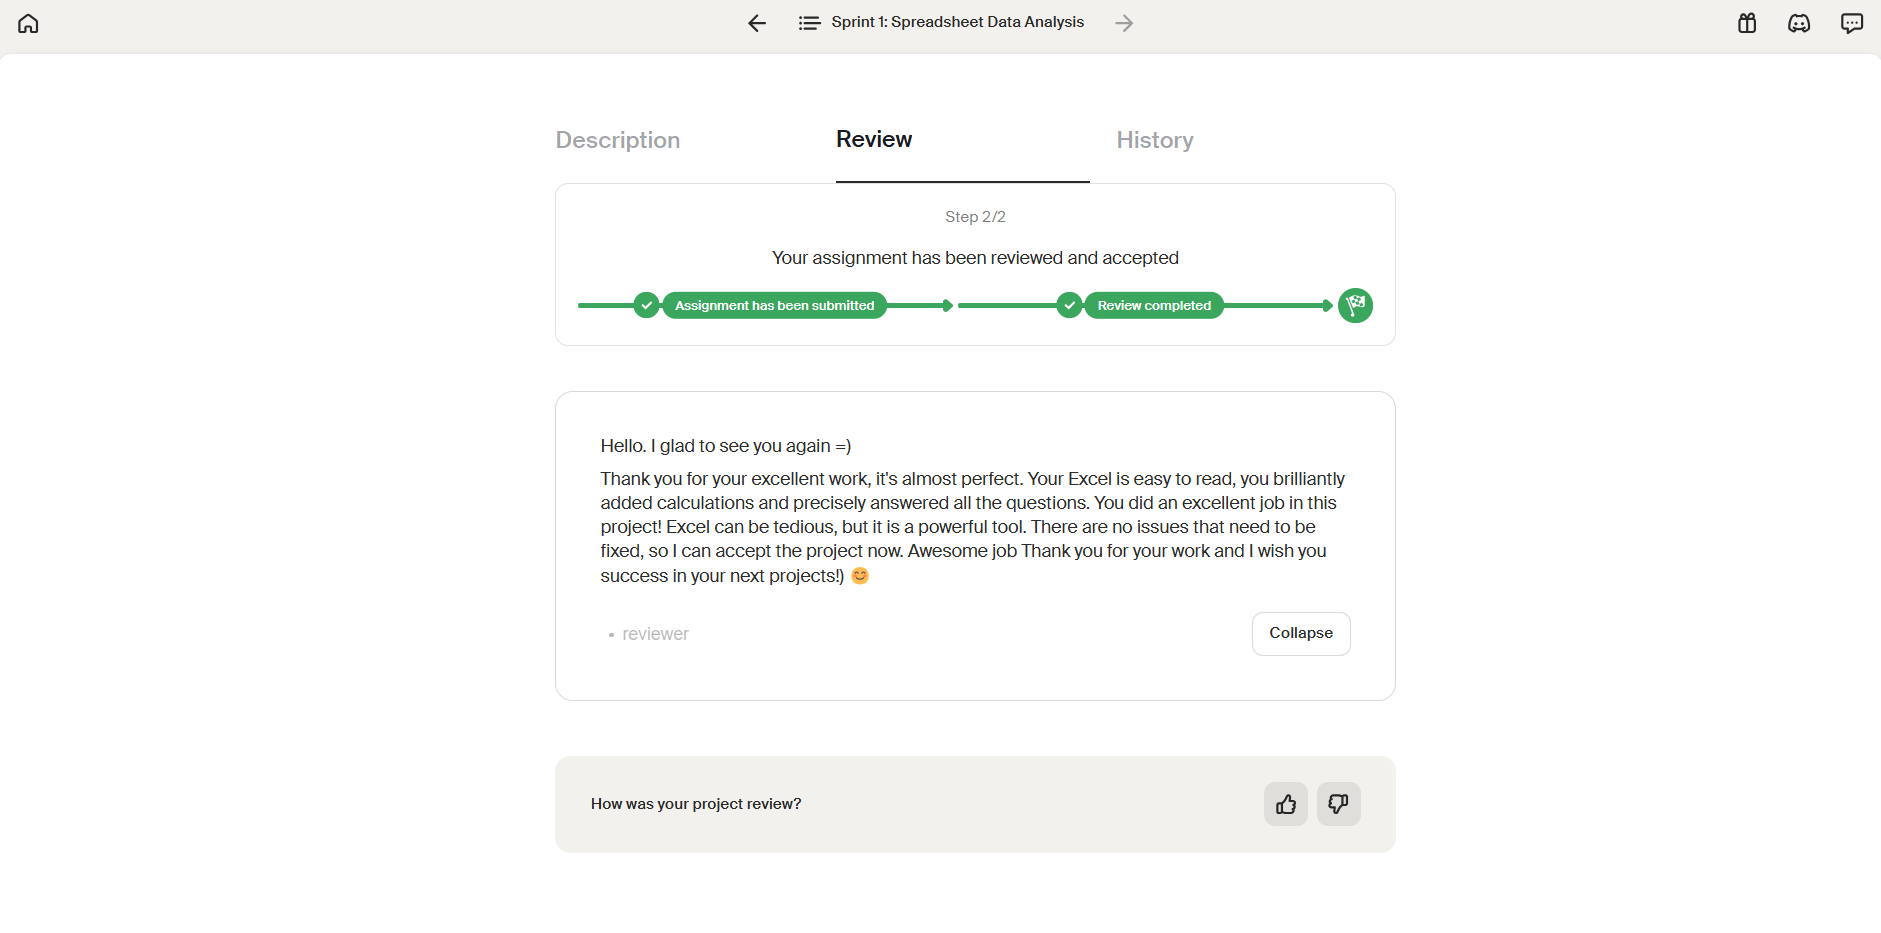 Sprint 1: Spreadsheet Data Analysis
Description
Review
History
Step 2/2
Your assignment has been reviewed and accepted
Assignment has been submitted
Review completed
Hello. I glad to see you again =)
Thank you for your excellent work, it's almost perfect. Your Excel is easy to read, you brilliantly
added calculations and precisely answered all the questions. You did an excellent job in this
project! Excel can be tedious, but it is a powerful tool. There are no issues that need to be
fixed, so I can accept the project now. Awesome job Thank you for your work and I wish you
success in your next projects!) 😊
• reviewer
Collapse
How was your project review?